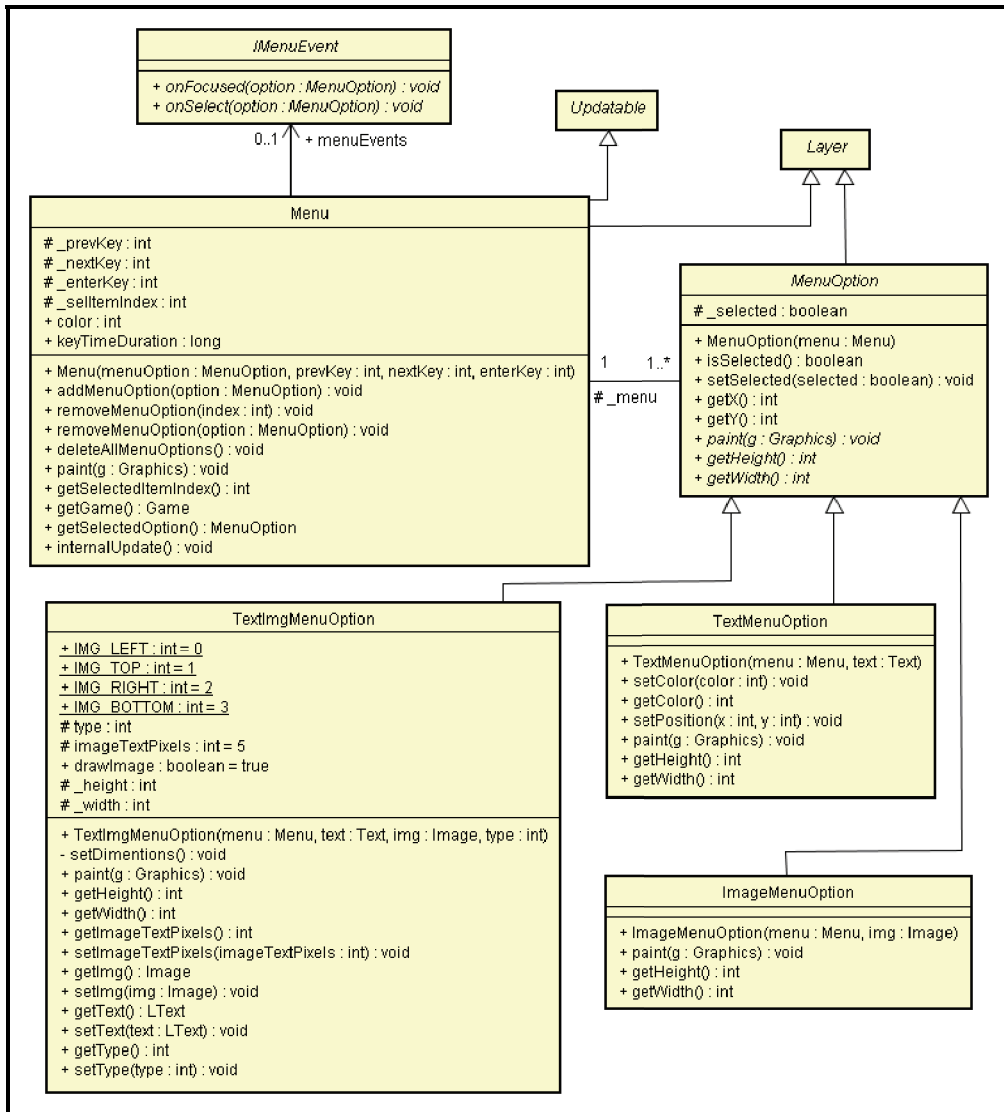 IMenuEvent
+ onFocused(option : MenuOption) : void
+ onSelect(option : MenuOption) : void
0..1
+ menuEvents
Updatable
Layer
Menu
# _prevKey : int
# _nextKey : int
# _enterKey : int
# _selItemIndex : int
+ color : int
+ keyTimeDuration : long
+ Menu(menuOption : MenuOption, prevKey : int, nextKey : int, enterKey : int)
+ addMenuOption(option : MenuOption) : void
+ removeMenuOption(index : int) : void
+ removeMenuOption(option : MenuOption) : void
+ deleteAllMenuOptions() : void
+ paint(g : Graphics) : void
+ getSelectedItemIndex() : int
+ getGame() : Game
+ getSelectedOption() : MenuOption
+ internalUpdate() : void
1
1..*
# _menu
MenuOption
# _selected : boolean
+ MenuOption(menu : Menu)
+ isSelected() : boolean
+ setSelected(selected : boolean) : void
+ getX() : int
+ getY() : int
+ paint(g : Graphics) : void
+ getHeight() : int
+ getWidth() : int
TextImgMenuOption
+ IMG_LEFT : int = 0
+ IMG_TOP : int = 1
+ IMG_RIGHT : int = 2
+ IMG_BOTTOM : int = 3
# type : int
# imageTextPixels : int = 5
+ drawImage : boolean = true
# _height : int
# _width : int
+ TextImgMenuOption(menu : Menu, text : Text, img : Image, type : int)
- setDimentions() : void
+ paint(g : Graphics) : void
+ getHeight() : int
+ getWidth() : int
+ getImageTextPixels() : int
+ setImageTextPixels(imageTextPixels : int) : void
+ getImg() : Image
+ setImg(img : Image) : void
+ getText() : LText
+ setText(text : LText) : void
+ getType() : int
+ setType(type : int) : void
TextMenuOption
+ TextMenuOption(menu : Menu, text : Text)
+ setColor(color : int) : void
+ getColor() : int
+ setPosition(x : int, y : int) : void
+ paint(g : Graphics) : void
+ getHeight() : int
+ getWidth() : int
ImageMenuOption
+ ImageMenuOption(menu : Menu, img : Image)
+ paint(g : Graphics) : void
+ getHeight() : int
+ getWidth() : int